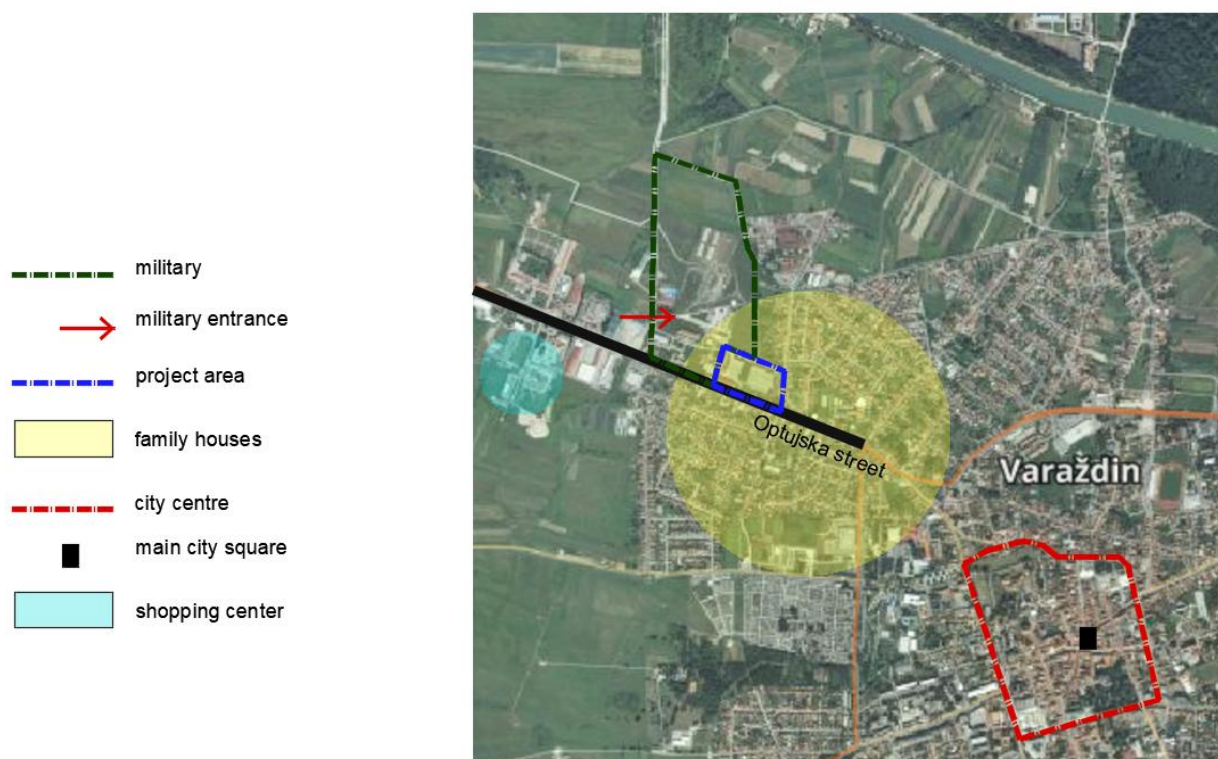 military
military entrance
project area
family houses
city centre
main city square
shopping center
Optujska street
Varaždin